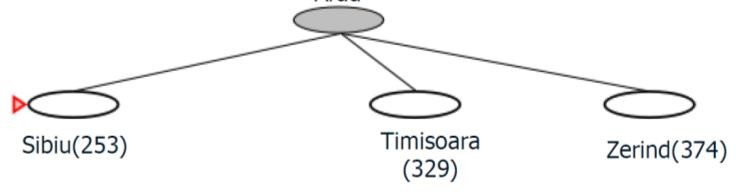 Sibiu(253)
Timisoara
(329)
Zerind(374)